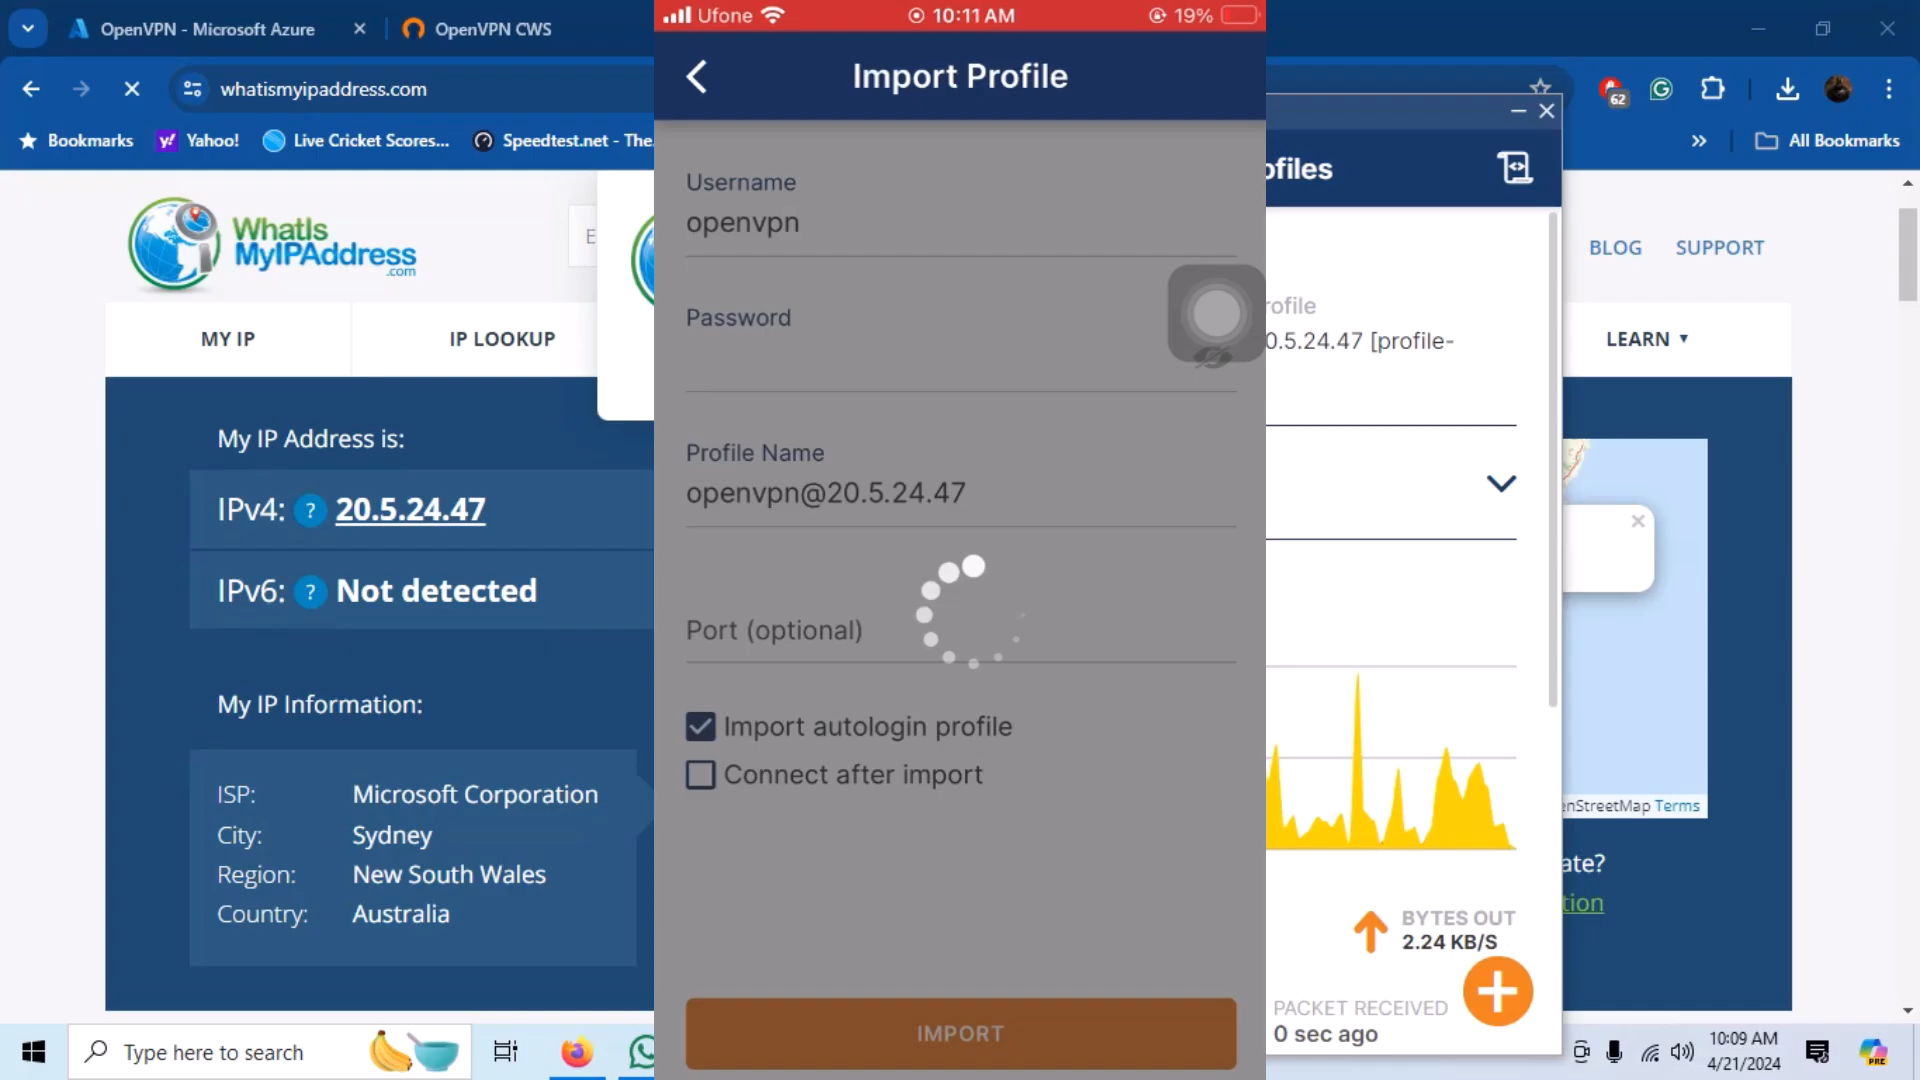 OpenVPN - Microsoft Azure
OpenVPN CWS
whatismyipaddress.com
62
Bookmarks
Yahoo!
Live Cricket Scores...
Speedtest.net - The
All Bookmarks
WhatIs
MyIPAddress
.com
E
BLOG
SUPPORT
MY IP
IP LOOKUP
LEARN
My IP Address is:
IPv4: ? 20.5.24.47
IPv6: ? Not detected
My IP Information:
ISP: Microsoft Corporation
City: Sydney
Region: New South Wales
Country: Australia
Ufone
10:11 AM
19%
Import Profile
Username
openvpn
Password
Profile Name
openvpn@20.5.24.47
Port (optional)
Import autologin profile
Connect after import
IMPORT
ofiles
rofile
0.5.24.47 [profile-
BYTES OUT
2.24 KB/S
PACKET RECEIVED
0 sec ago
enStreetMap Terms
ate?
tion
Type here to search
10:09 AM
4/21/2024
PRE